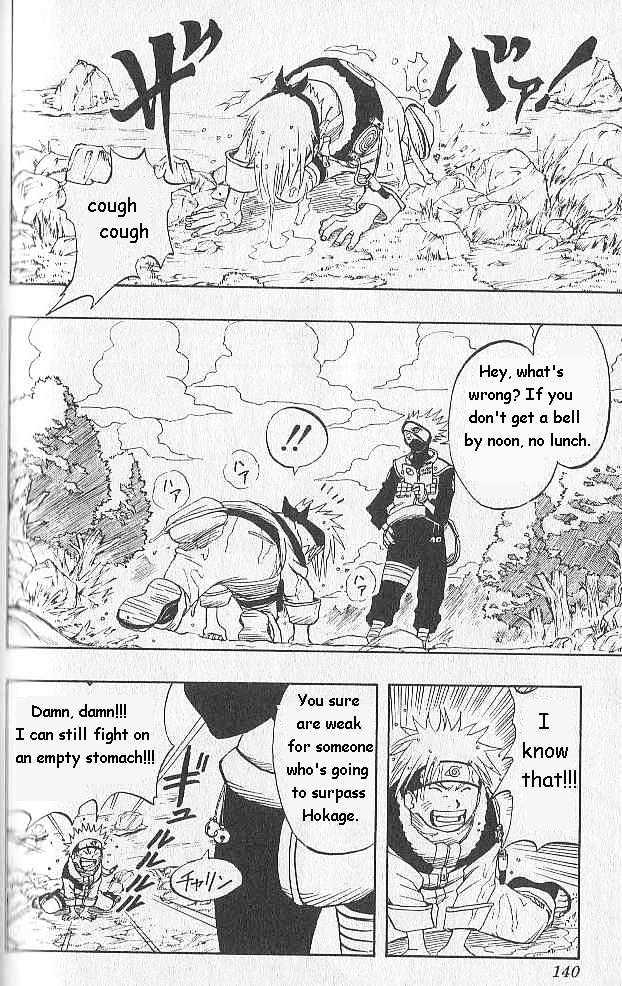 バァ!
ザッ
cough
cough
Hey, what's
wrong? If you
don't get a bell
by noon, no lunch.
!!
ハァ
ハァ
ハァ
I
know
that!!!
You sure
are weak
for someone
who's going
to surpass
Hokage.
チャリン
Damn, damn!!!
I can still fight on
an empty stomach!!!
ギュルルルル
140